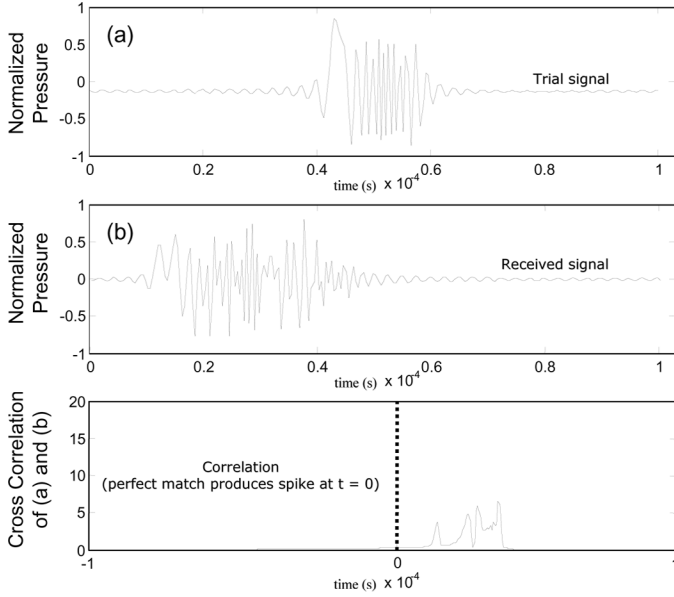 Normalized
Pressure
1
0.5
0
-0.5
-1
(a)
Trial signal
0
0.2
0.4
0.6
0.8
1
time (s) x 10-4
Normalized
Pressure
1
0.5
0
-0.5
-1
(b)
Received signal
0
0.2
0.4
0.6
0.8
1
time (s) x 10-4
Cross Correlation
of (a) and (b)
20
15
10
5
0
Correlation
(perfect match produces spike at t = 0)
-1
0
1
time (s) x 10-4